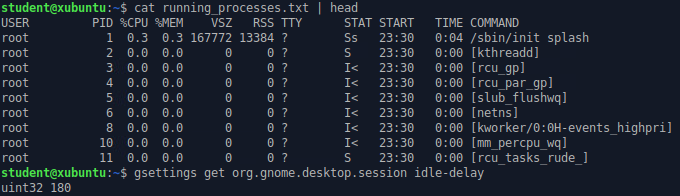 student@xubuntu:~$ cat running_processes.txt | head
USER         PID %CPU %MEM    VSZ   RSS TTY      STAT START   TIME COMMAND
root           1  0.3  0.3 167772 13384 ?        Ss   23:30   0:04 /sbin/init splash
root           2  0.0  0.0      0     0 ?        S    23:30   0:00 [kthreadd]
root           3  0.0  0.0      0     0 ?        I<   23:30   0:00 [rcu_gp]
root           4  0.0  0.0      0     0 ?        I<   23:30   0:00 [rcu_par_gp]
root           5  0.0  0.0      0     0 ?        I<   23:30   0:00 [slub_flushwq]
root           6  0.0  0.0      0     0 ?        I<   23:30   0:00 [netns]
root           8  0.0  0.0      0     0 ?        I<   23:30   0:00 [kworker/0:0H-events_highpri]
root          10  0.0  0.0      0     0 ?        I<   23:30   0:00 [mm_percpu_wq]
root          11  0.0  0.0      0     0 ?        S    23:30   0:00 [rcu_tasks_rude_]
student@xubuntu:~$ gsettings get org.gnome.desktop.session idle-delay
uint32 180